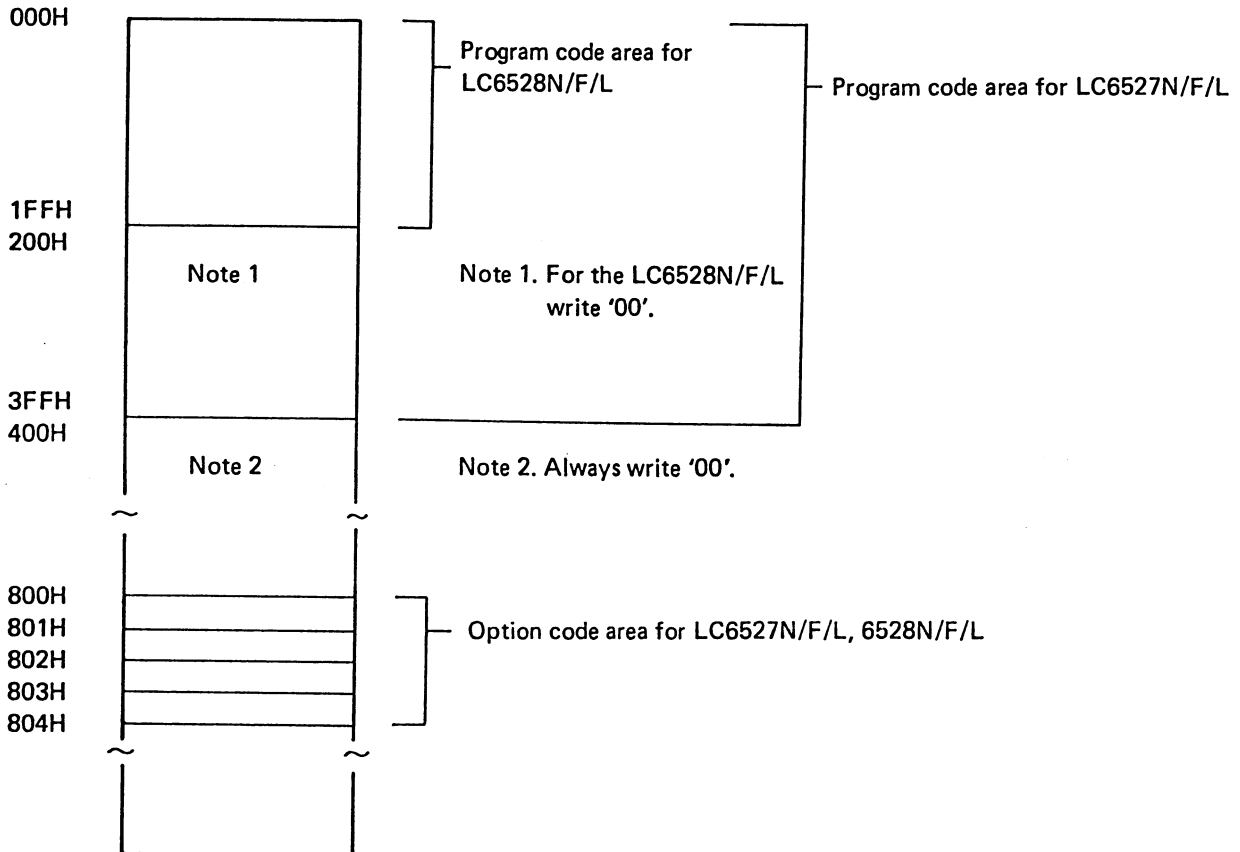 000H
Program code area for
LC6528N/F/L
Program code area for LC6527N/F/L
1FFH
200H
Note 1
Note 1. For the LC6528N/F/L
write ‘00’.
3FFH
400H
Note 2
Note 2. Always write ‘00’.
800H
801H
Option code area for LC6527N/F/L, 6528N/F/L
802H
803H
804H